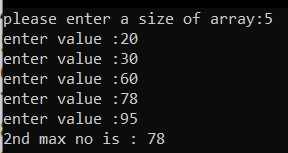 please enter a size of array:5
enter value :20
enter value :30
enter value :60
enter value :78
enter value :95
2nd max no is : 78